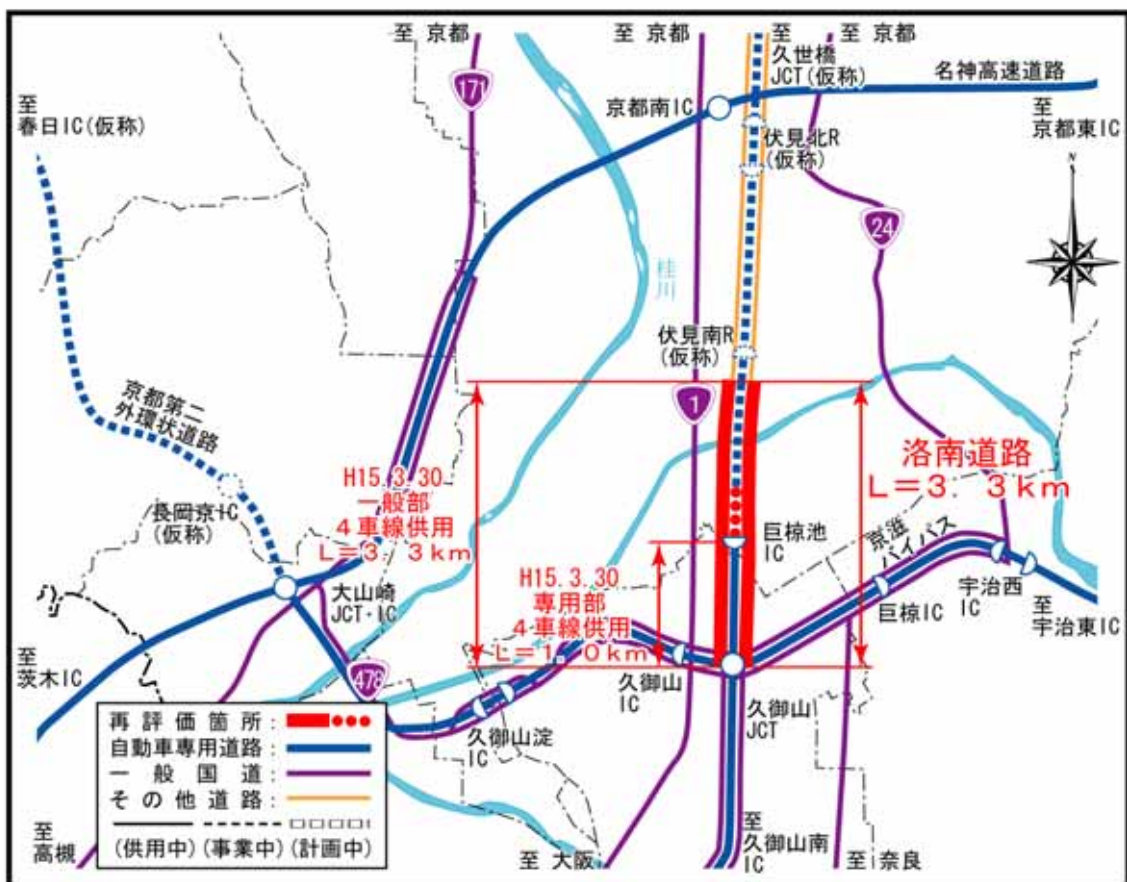 至 京都
至 京都
至 京都
久世橋
JCT(仮称)
名神高速道路
171
京都南IC
至
春日IC(仮称)
至
京都東IC
伏見北R
(仮称)
N
24
桂川
伏見南R
(仮称)
1
京都第二
外環状道路
H15.3.30
一般部
4車線供用
L=3.3km
洛南道路
L=3.3km
長岡京IC
(仮称)
巨椋池
IC
京滋
バイパス
大山崎
JCT・IC
H15.3.30
専用部
4車線供用
L=1.0km
巨椋IC
宇治西
IC
至
宇治東IC
至
茨木IC
478
久御山
IC
久御山
JCT
久御山淀
IC
再評価箇所:
自動車専用道路:
一般国道:
その他道路:
(供用中)(事業中)(計画中)
至
高槻
至 大阪
至
久御山南
IC
至 奈良